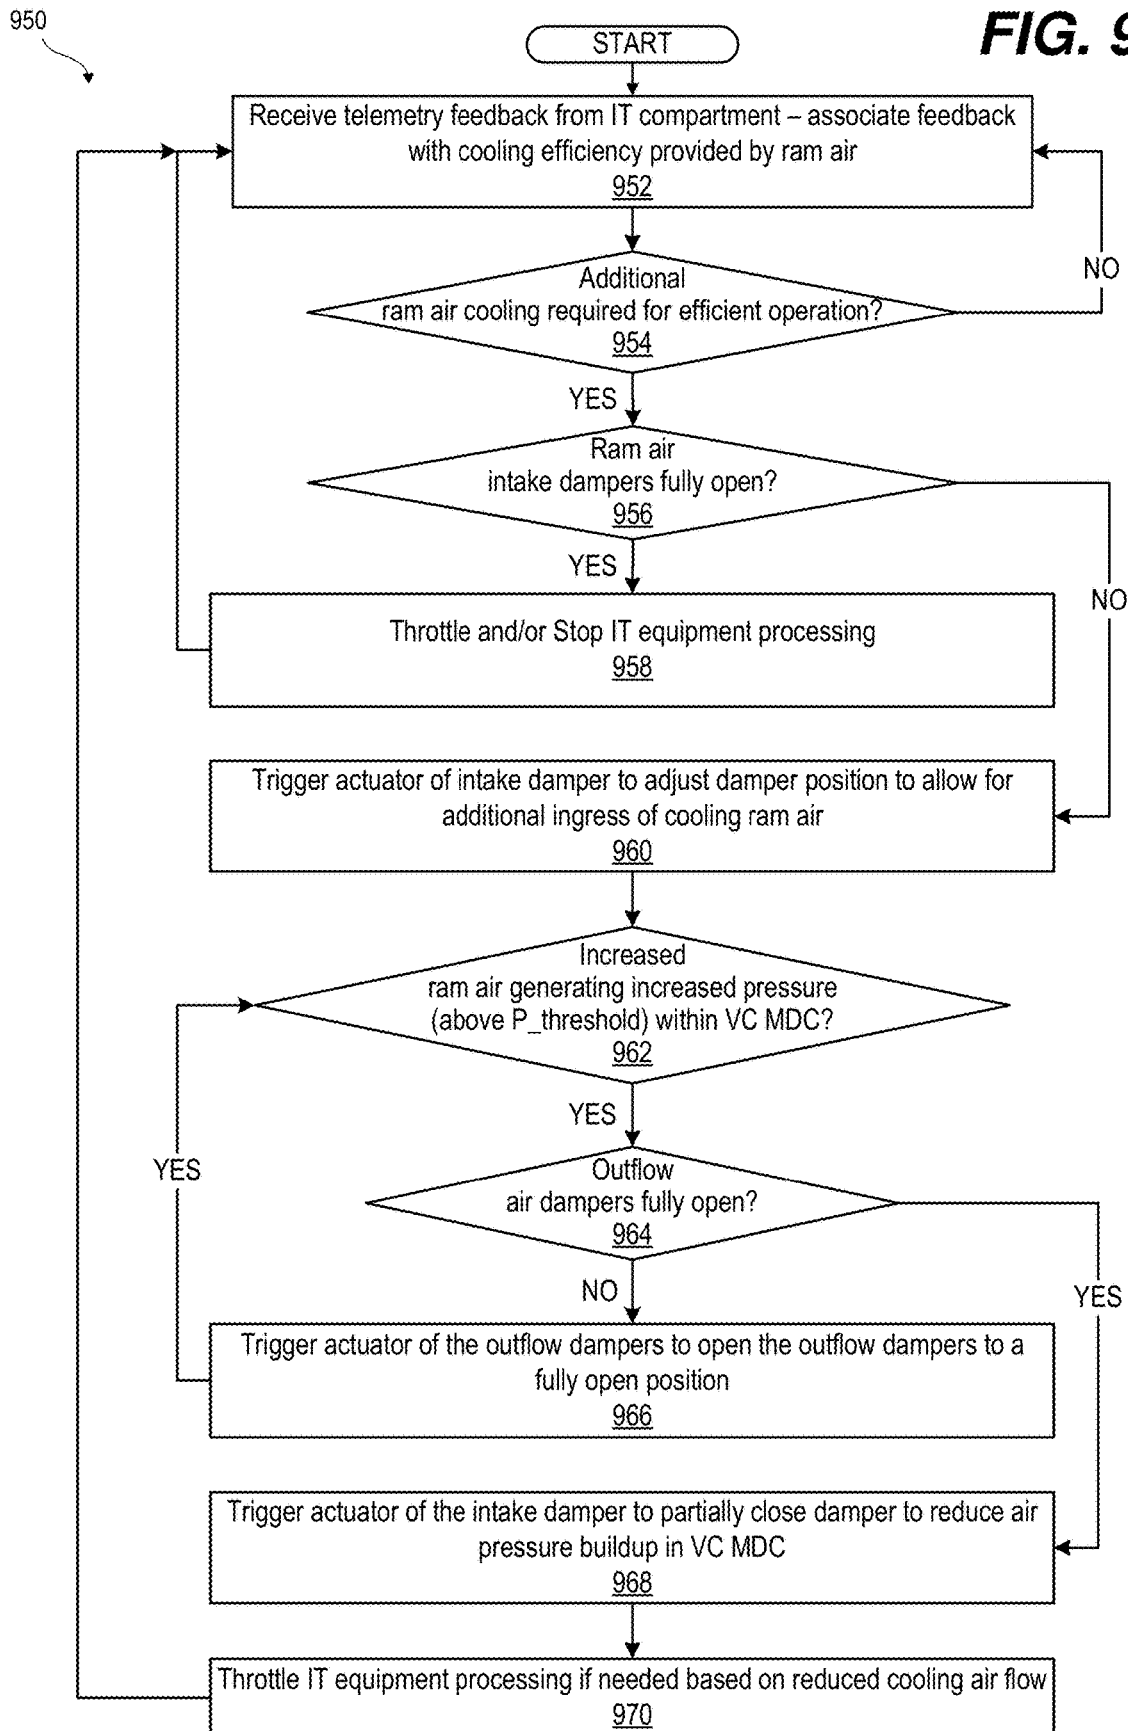 950
FIG. 9
START
Receive telemetry feedback from IT compartment – associate feedback
with cooling efficiency provided by ram air
952
NO
Additional
ram air cooling required for efficient operation?
954
YES
Ram air
intake dampers fully open?
956
YES
NO
Throttle and/or Stop IT equipment processing
958
Trigger actuator of intake damper to adjust damper position to allow for
additional ingress of cooling ram air
960
Increased
ram air generating increased pressure
(above P_threshold) within VC MDC?
962
YES
YES
Outflow
air dampers fully open?
964
NO
YES
Trigger actuator of the outflow dampers to open the outflow dampers to a
fully open position
966
Trigger actuator of the intake damper to partially close damper to reduce air
pressure buildup in VC MDC
968
Throttle IT equipment processing if needed based on reduced cooling air flow
970